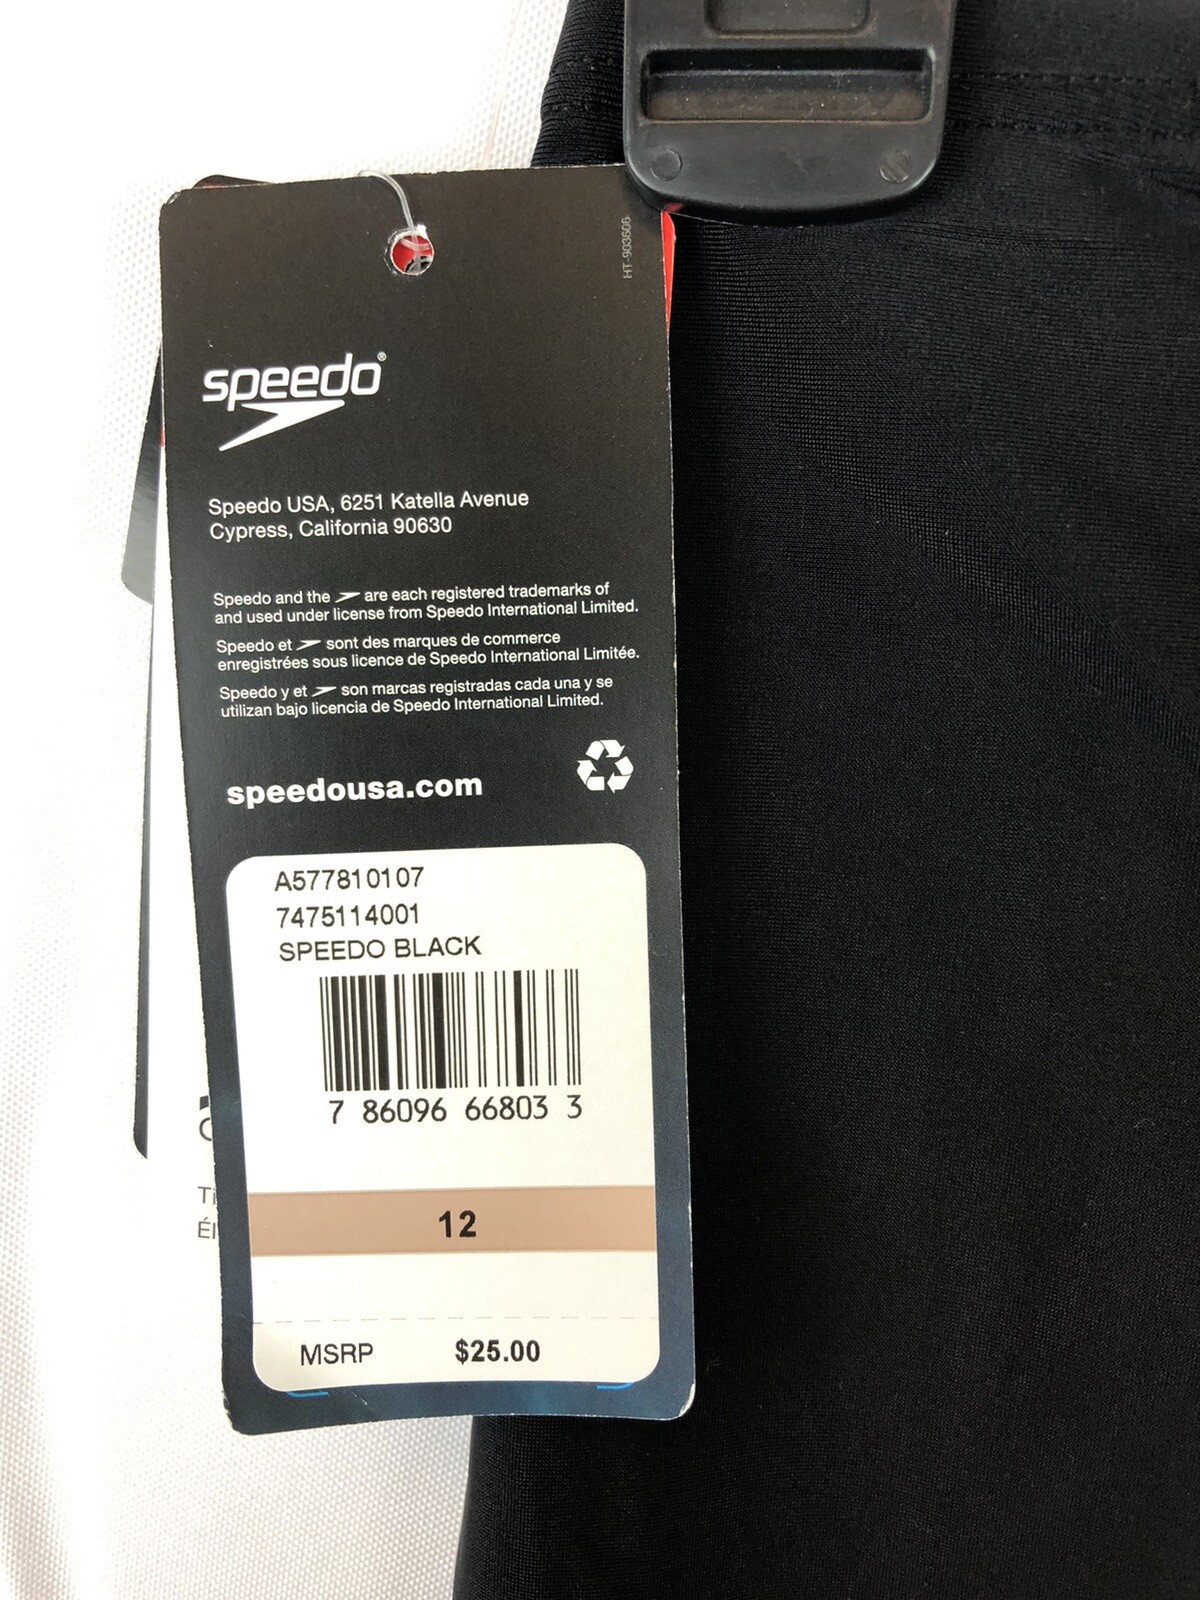 HT-903606
speedo®
Speedo USA, 6251 Katella Avenue
Cypress, California 90630
Speedo and the are each registered trademarks of
and used under license from Speedo International Limited.
Speedo et sont des marques de commerce
enregistrées sous licence de Speedo International Limitée.
Speedo y et son marcas registradas cada una y se
utilizan bajo licencia de Speedo International Limited.
speedousa.com
A577810107
7475114001
SPEEDO BLACK
7 86096 66803 3
12
MSRP $25.00